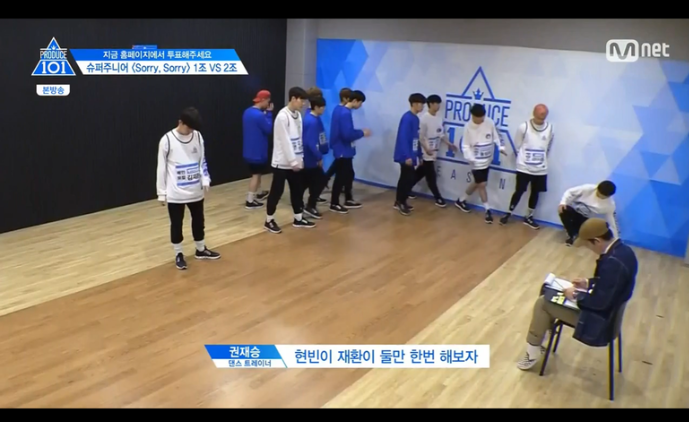 PRODUCE
101
지금 홈페이지에서 투표해주세요
슈퍼주니어 <Sorry, Sorry> 1조 VS 2조
본방송
M net
PRODUCE
SEASON
권재승
댄스 트레이너
현빈이 재환이 둘만 한번 해보자